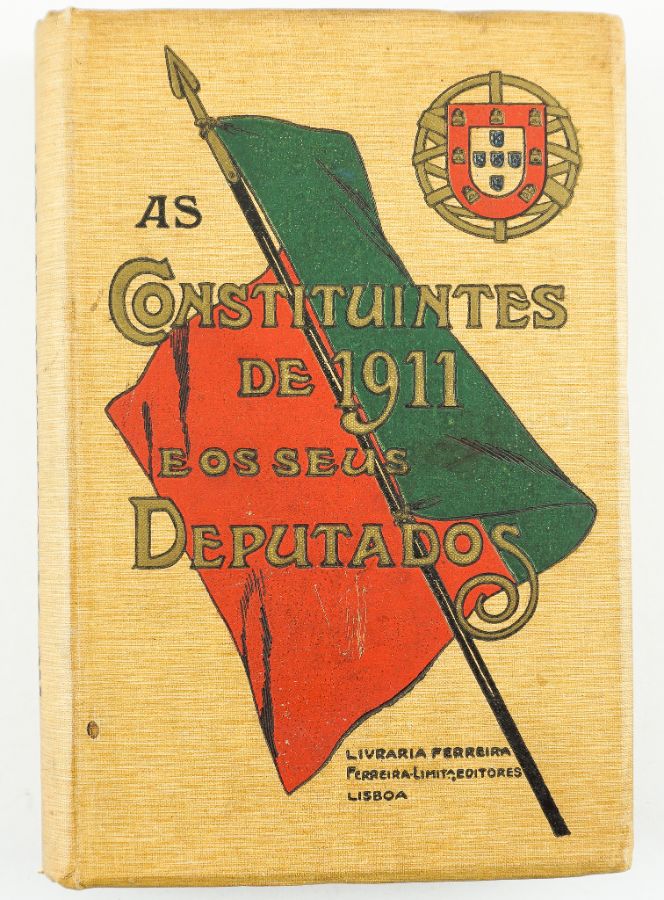 AS
CONSTITUINTES
DE 1911
E OS SEUS
DEPUTADOS
LIVRARIA FERREIRA
FERREIRA-LIMITª, EDITORES
LISBOA